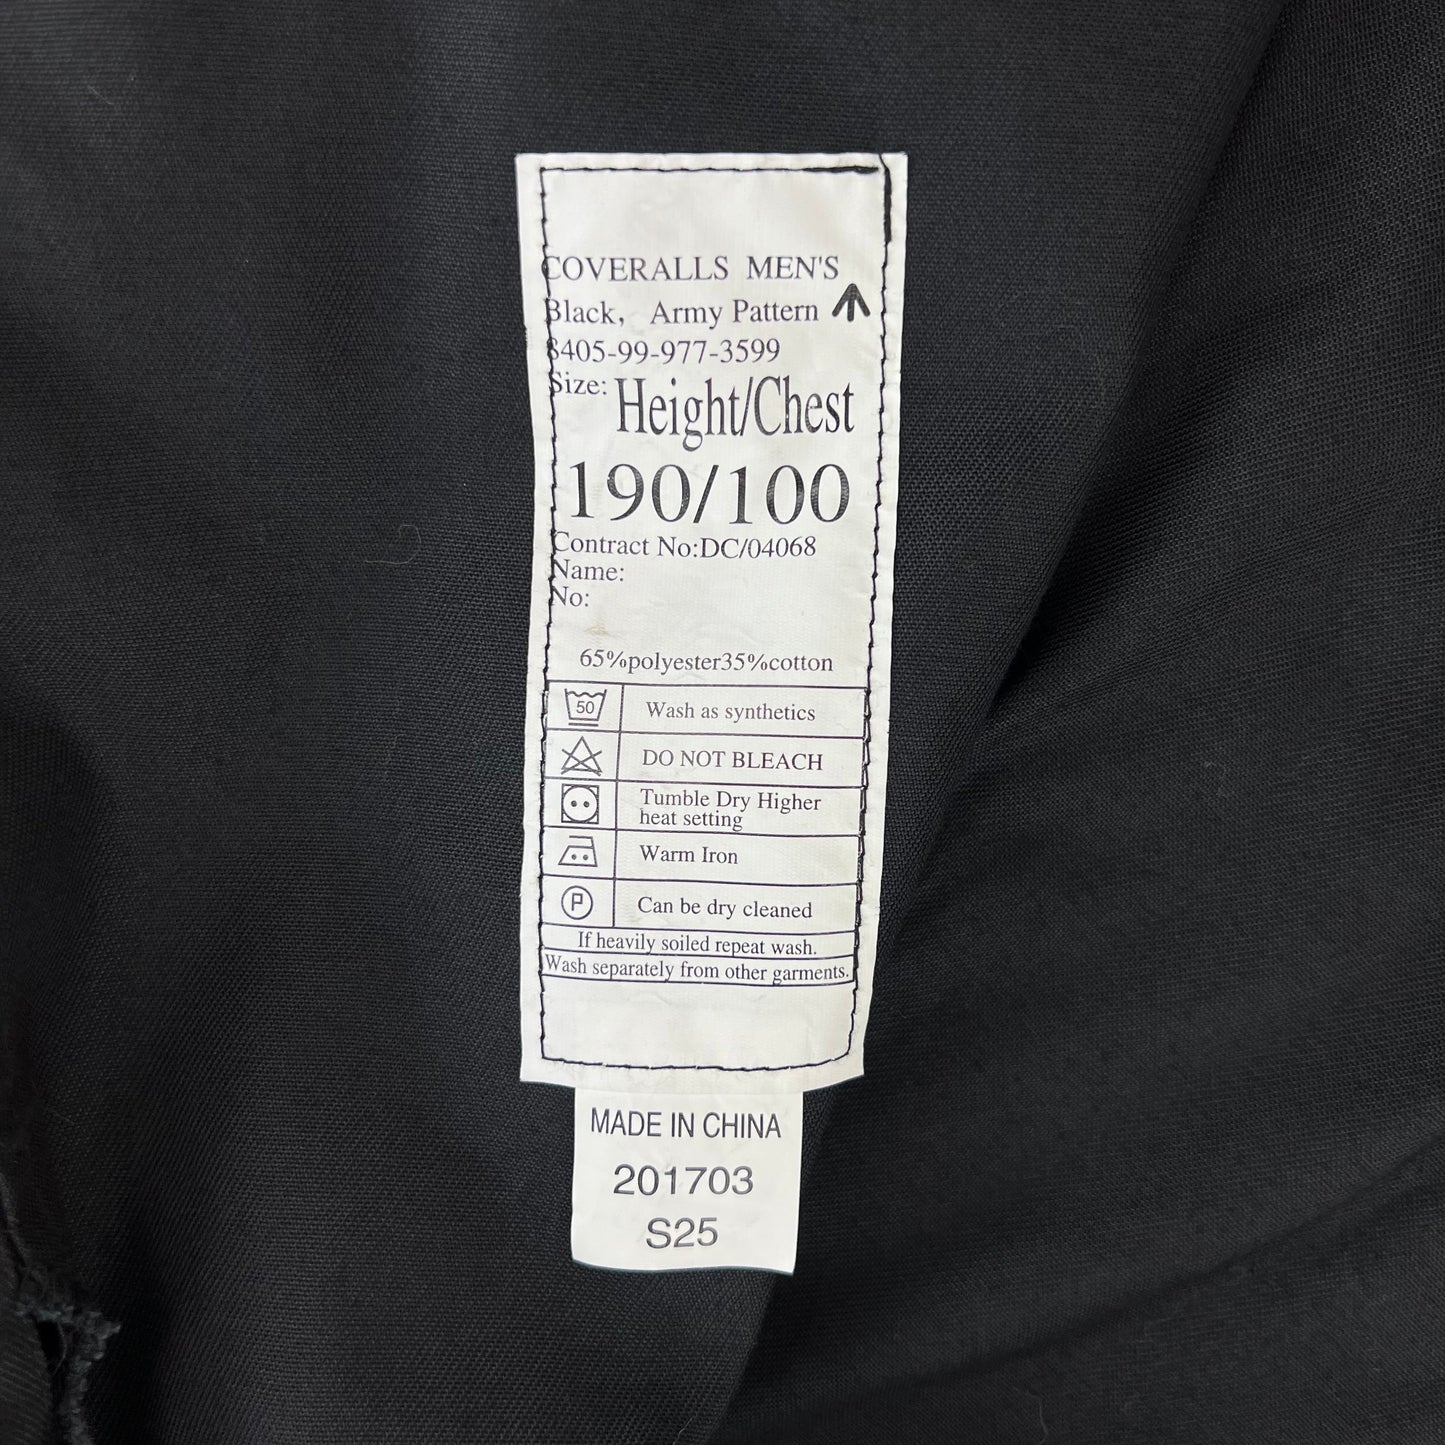 COVERALLS MEN'S
Black, Army Pattern
8405-99-977-3599
Size: Height/Chest
190/100
Contract No:DC/04068
Name:
No:
65%polyester35%cotton
50 Wash as synthetics
DO NOT BLEACH
Tumble Dry Higher
heat setting
Warm Iron
P Can be dry cleaned
If heavily soiled repeat wash.
Wash separately from other garments.
MADE IN CHINA
201703
S25